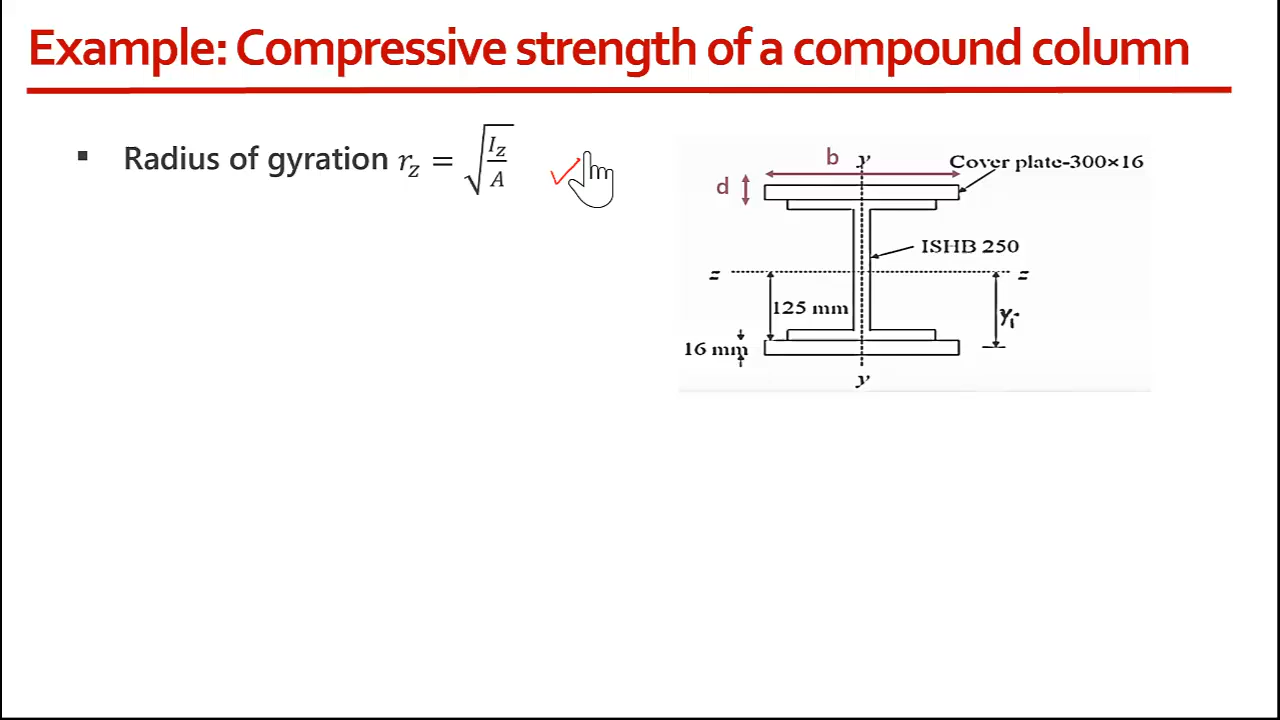 Example: Compressive strength of a compound column
▪ Radius of gyration r_z = √(I_z/A)
b y Cover plate-300×16
d
ISHB 250
z z
125 mm y₁
16 mm
y